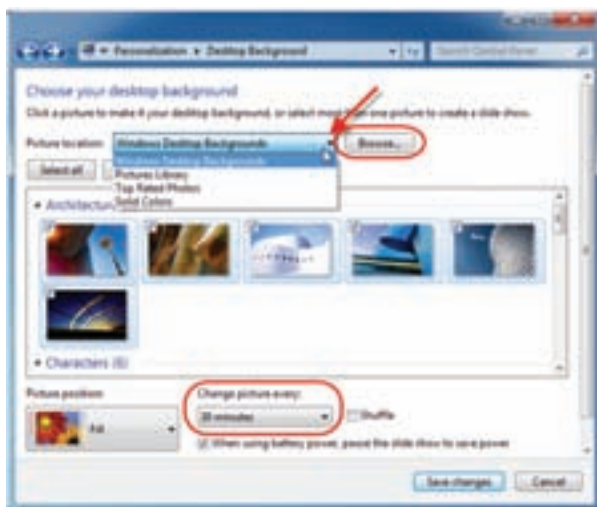 Personalization ▸ Desktop Background
Search Control Panel
Choose your desktop background
Click a picture to make it your desktop background, or select more than one picture to create a slide show.
Picture location: Windows Desktop Backgrounds Browse...
Windows Desktop Backgrounds
Select all Pictures Library
Top Rated Photos
Solid Colors
Architecture
Characters (6)
Picture position: Change picture every:
Fill 30 minutes Shuffle
When using battery power, pause the slide show to save power
Save changes Cancel